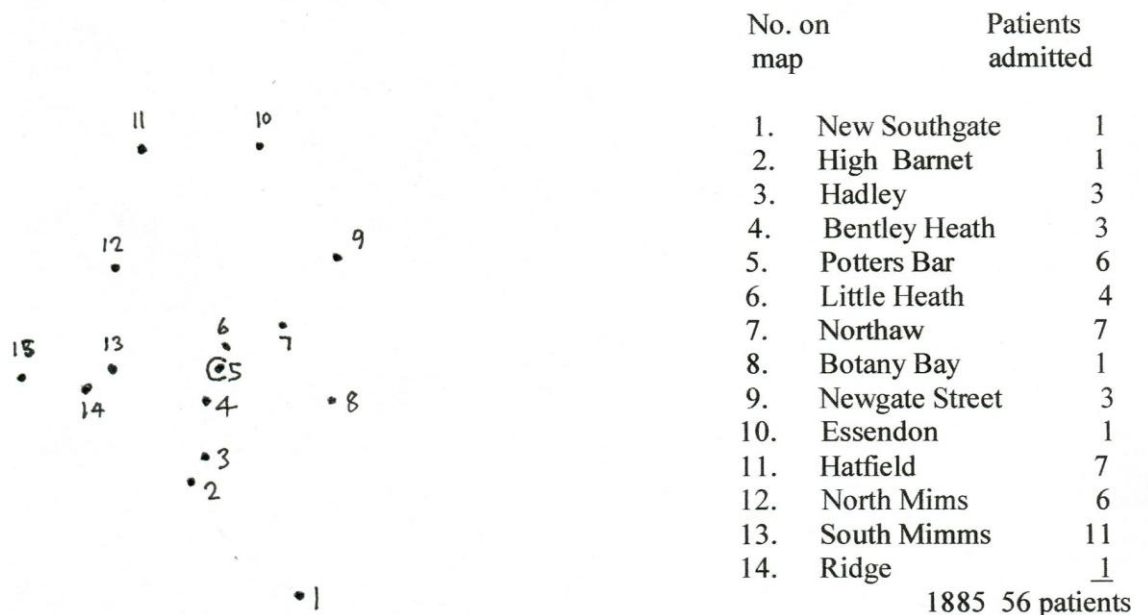 No. on Patients
map admitted
11 10
12 9
6 7
15 13 5
14 4 8
3
2
1
1. New Southgate 1
2. High Barnet 1
3. Hadley 3
4. Bentley Heath 3
5. Potters Bar 6
6. Little Heath 4
7. Northaw 7
8. Botany Bay 1
9. Newgate Street 3
10. Essendon 1
11. Hatfield 7
12. North Mims 6
13. South Mimms 11
14. Ridge 1
1885 56 patients